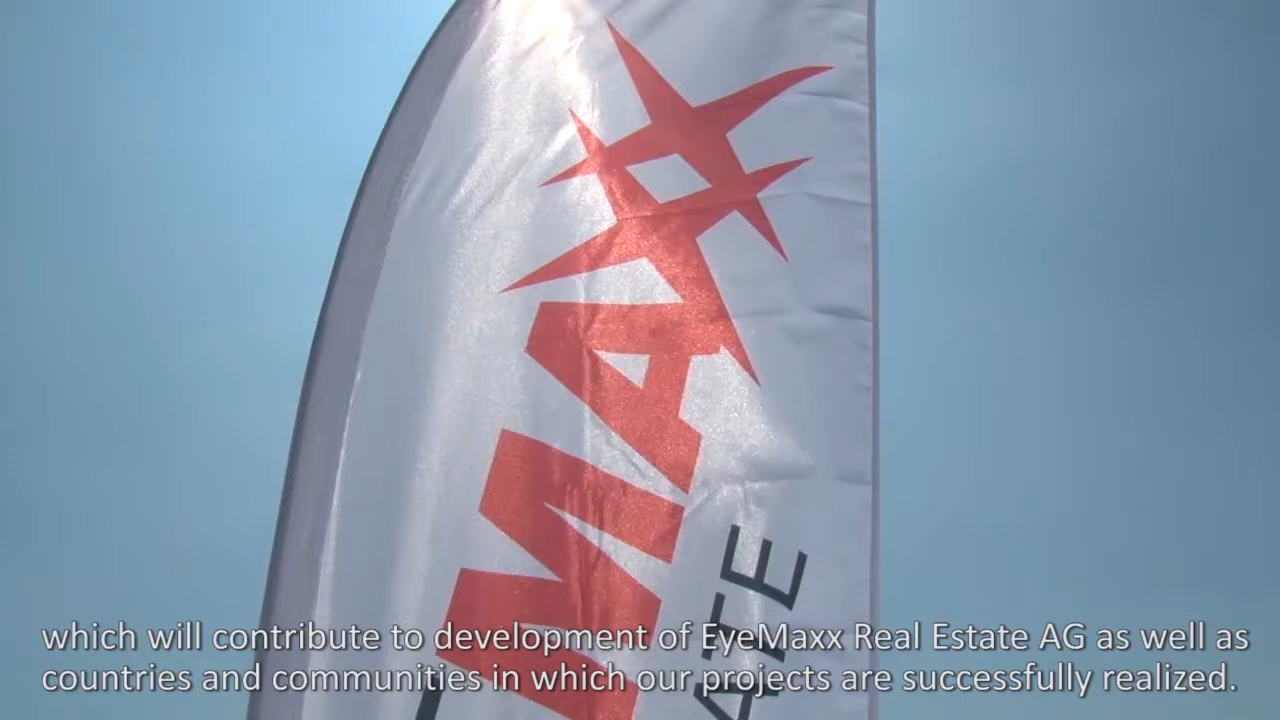 MAXX
ATE
which will contribute to development of EyeMaxx Real Estate AG as well as
countries and communities in which our projects are successfully realized.